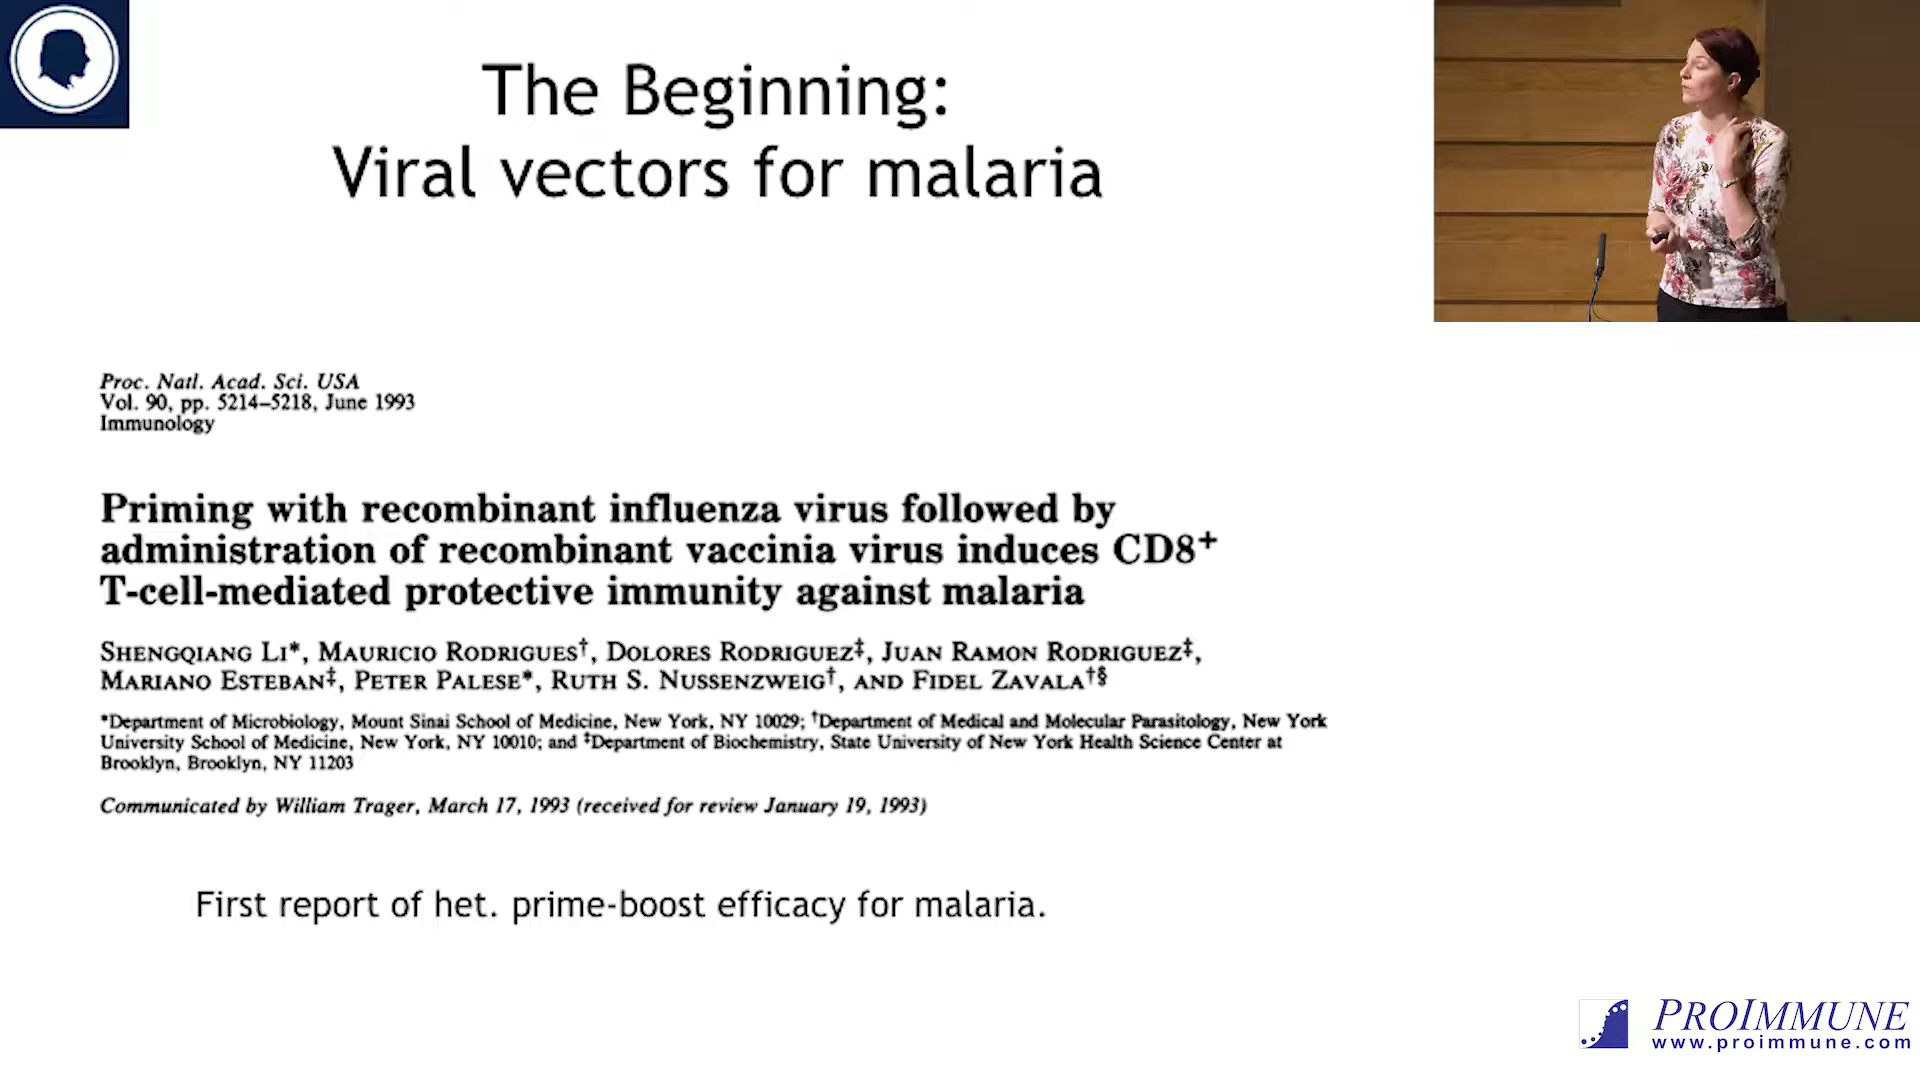 The Beginning:
Viral vectors for malaria
Proc. Natl. Acad. Sci. USA
Vol. 90, pp. 5214–5218, June 1993
Immunology
Priming with recombinant influenza virus followed by
administration of recombinant vaccinia virus induces CD8⁺
T-cell-mediated protective immunity against malaria
SHENGQIANG LI*, MAURICIO RODRIGUES†, DOLORES RODRIGUEZ‡, JUAN RAMON RODRIGUEZ‡,
MARIANO ESTEBAN‡, PETER PALESE*, RUTH S. NUSSENZWEIG†, AND FIDEL ZAVALA†§
*Department of Microbiology, Mount Sinai School of Medicine, New York, NY 10029; †Department of Medical and Molecular Parasitology, New York
University School of Medicine, New York, NY 10010; and ‡Department of Biochemistry, State University of New York Health Science Center at
Brooklyn, Brooklyn, NY 11203
Communicated by William Trager, March 17, 1993 (received for review January 19, 1993)
First report of het. prime-boost efficacy for malaria.
PROIMMUNE
www.proimmune.com